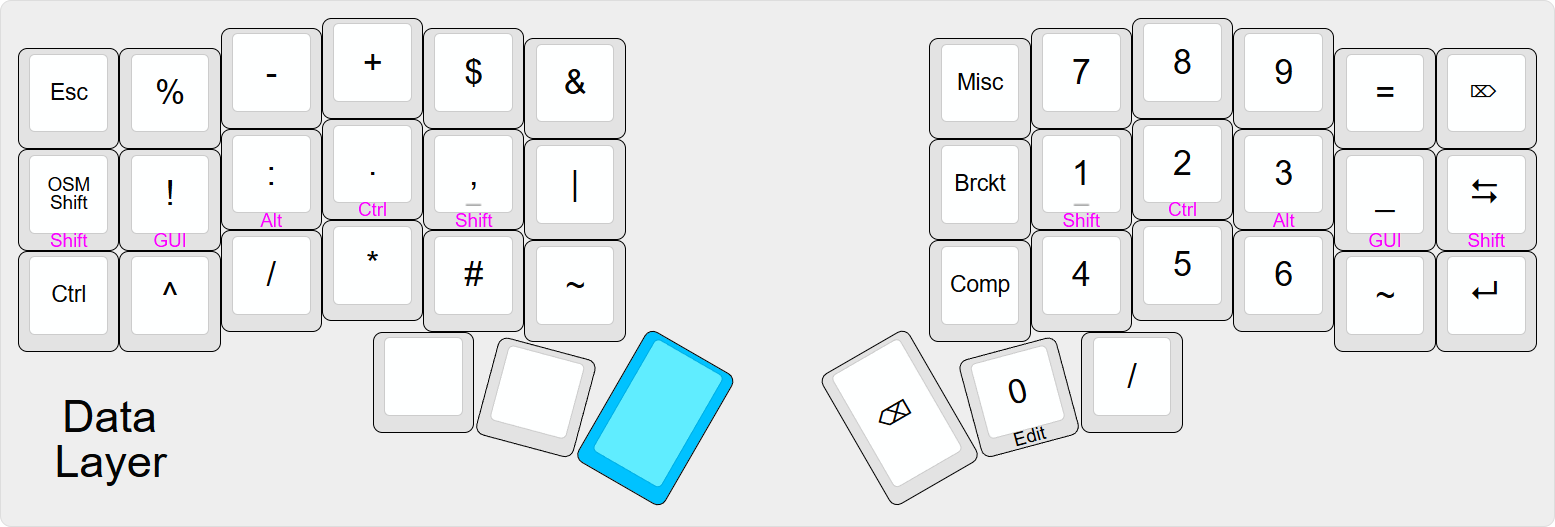 Esc % - + $ & Misc 7 8 9 = ⌦
OSM
Shift
Shift ! GUI : Alt . Ctrl , _ Shift | Brckt 1 _ Shift 2 Ctrl 3 Alt _ GUI ⮀ Shift
Ctrl ^ / * # ~ Comp 4 5 6 ~ ↵
⌫ 0 Edit /
Data
Layer